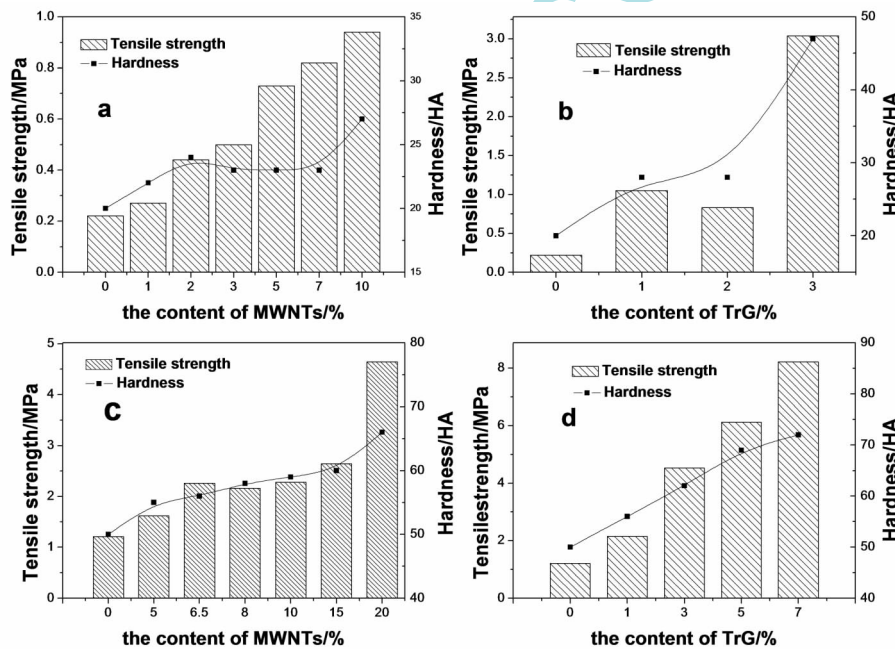 1.0
0.8
0.6
0.4
0.2
0.0
Tensile strength/MPa
Tensile strength
Hardness
a
35
30
25
20
15
Hardness/HA
0 1 2 3 5 7 10
the content of MWNTs/%
3.0
2.5
2.0
1.5
1.0
0.5
0.0
Tensile strength/MPa
Tensile strength
Hardness
b
50
40
30
20
Hardness/HA
0 1 2 3
the content of TrG/%
5
4
3
2
1
0
Tensile strength/MPa
Tensile strength
Hardness
c
80
70
60
50
40
Hardness/HA
0 5 6.5 8 10 15 20
the content of MWNTs/%
8
6
4
2
0
Tensilestrength/MPa
Tensile strength
Hardness
d
90
80
70
60
50
40
Hardness/HA
0 1 3 5 7
the content of TrG/%